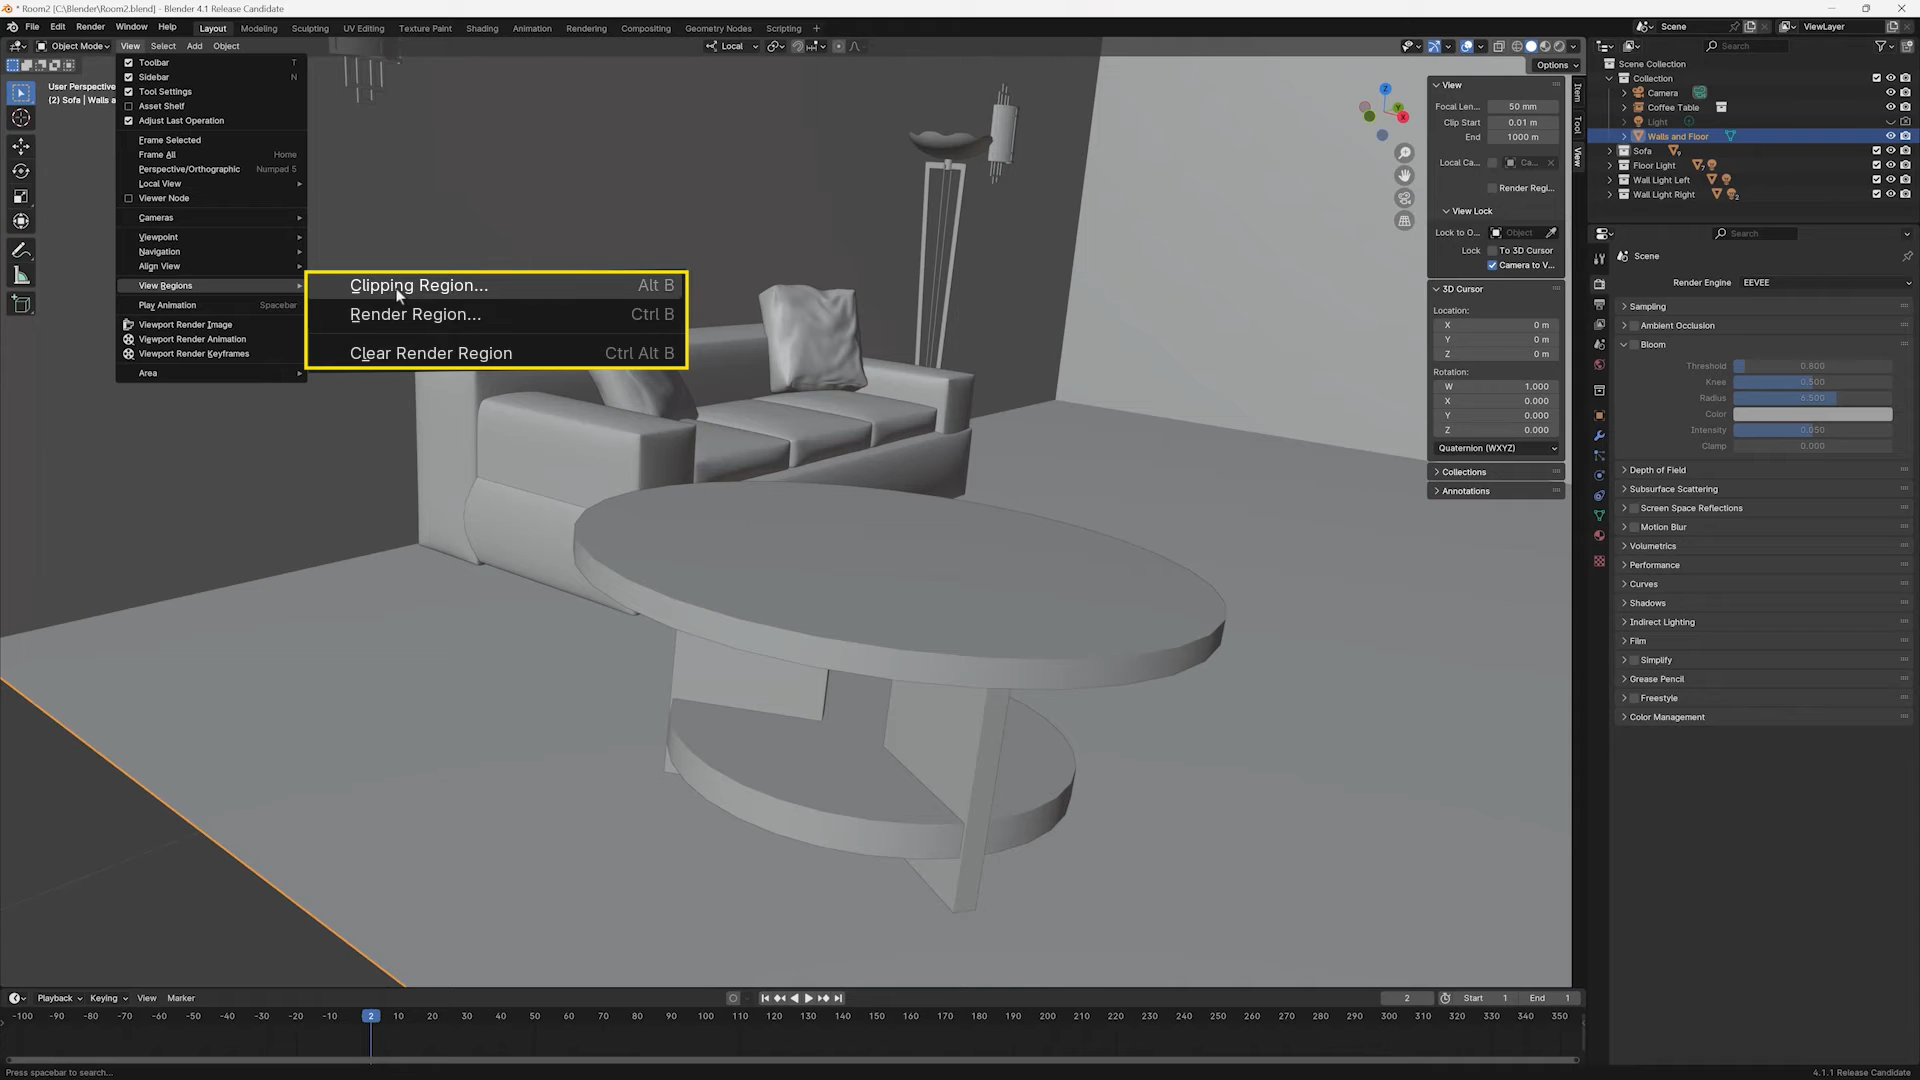 * Room2 [C:\Blender\Room2.blend] - Blender 4.1 Release Candidate
File Edit Render Window Help Layout Modeling Sculpting UV Editing Texture Paint Shading Animation Rendering Compositing Geometry Nodes Scripting + Scene ViewLayer
Object Mode View Select Add Object Local Search
Options
Toolbar T
Sidebar N
Tool Settings
Asset Shelf
Adjust Last Operation
Frame Selected
Frame All Home
Perspective/Orthographic Numpad 5
Local View
Viewer Node
Cameras
Viewpoint
Navigation
Align View
View Regions
Play Animation Spacebar
Viewport Render Image
Viewport Render Animation
Viewport Render Keyframes
Area
User Perspective
(2) Sofa | Walls a
Clipping Region... Alt B
Render Region... Ctrl B
Clear Render Region Ctrl Alt B
Z
Y
X
View
Focal Len... 50 mm
Clip Start 0.01 m
End 1000 m
Local Ca... Ca...
Render Regi...
View Lock
Lock to O... Object
Lock To 3D Cursor
Camera to V...
3D Cursor
Location:
X 0 m
Y 0 m
Z 0 m
Rotation:
W 1.000
X 0.000
Y 0.000
Z 0.000
Quaternion (WXYZ)
Collections
Annotations
Item
Tool
View
Scene Collection
Collection
Camera
Coffee Table
Light
Walls and Floor
Sofa 9
Floor Light 7
Wall Light Left
Wall Light Right 2
Search
Scene
Render Engine EEVEE
Sampling
Ambient Occlusion
Bloom
Threshold 0.800
Knee 0.500
Radius 6.500
Color
Intensity 0.050
Clamp 0.000
Depth of Field
Subsurface Scattering
Screen Space Reflections
Motion Blur
Volumetrics
Performance
Curves
Shadows
Indirect Lighting
Film
Simplify
Grease Pencil
Freestyle
Color Management
Playback Keying View Marker 2 Start 1 End 1
-100 -90 -80 -70 -60 -50 -40 -30 -20 -10 2 10 20 30 40 50 60 70 80 90 100 110 120 130 140 150 160 170 180 190 200 210 220 230 240 250 260 270 280 290 300 310 320 330 340 350
Press spacebar to search... 4.1.1 Release Candidate